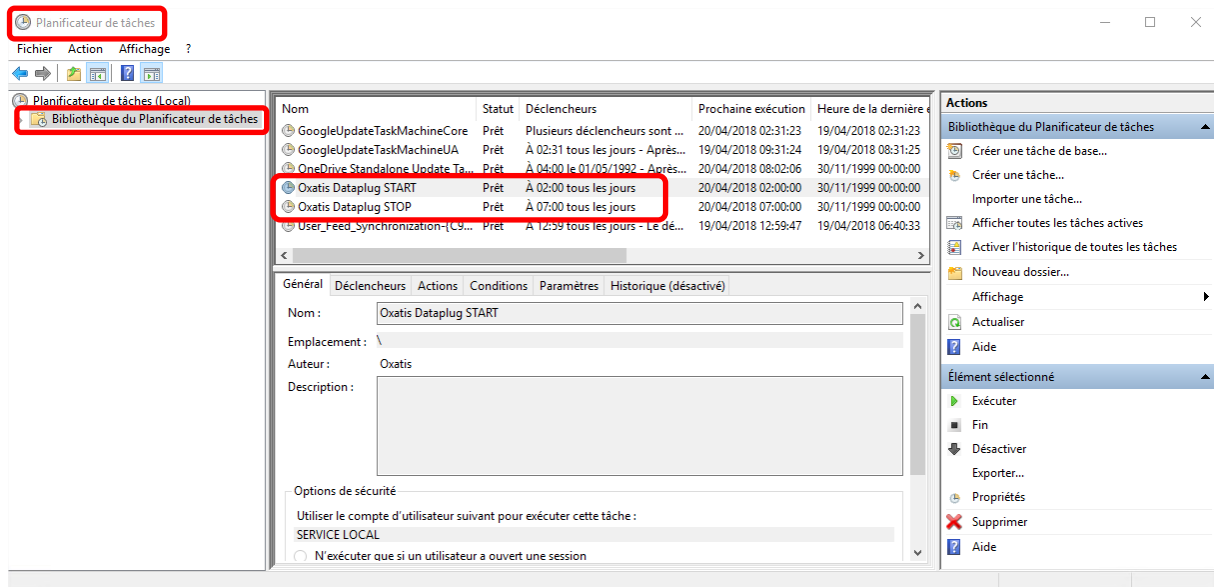 Planificateur de tâches
Fichier Action Affichage ?
Planificateur de tâches (Local)
Bibliothèque du Planificateur de tâches
Nom Statut Déclencheurs Prochaine exécution Heure de la dernière e
GoogleUpdateTaskMachineCore Prêt Plusieurs déclencheurs sont ... 20/04/2018 02:31:23 19/04/2018 02:31:23
GoogleUpdateTaskMachineUA Prêt À 02:31 tous les jours - Après... 19/04/2018 09:31:24 19/04/2018 08:31:25
OneDrive Standalone Update Ta... Prêt À 04:00 le 01/05/1992 - Après... 20/04/2018 08:02:06 30/11/1999 00:00:00
Oxatis Dataplug START Prêt À 02:00 tous les jours 20/04/2018 02:00:00 30/11/1999 00:00:00
Oxatis Dataplug STOP Prêt À 07:00 tous les jours 20/04/2018 07:00:00 30/11/1999 00:00:00
User_Feed_Synchronization-{C9... Prêt À 12:59 tous les jours - Le dé... 19/04/2018 12:59:47 19/04/2018 06:40:33
Général Déclencheurs Actions Conditions Paramètres Historique (désactivé)
Nom : Oxatis Dataplug START
Emplacement : \
Auteur : Oxatis
Description :
Options de sécurité
Utiliser le compte d'utilisateur suivant pour exécuter cette tâche :
SERVICE LOCAL
N'exécuter que si un utilisateur a ouvert une session
Actions
Bibliothèque du Planificateur de tâches
Créer une tâche de base...
Créer une tâche...
Importer une tâche...
Afficher toutes les tâches actives
Activer l'historique de toutes les tâches
Nouveau dossier...
Affichage
Actualiser
Aide
Élément sélectionné
Exécuter
Fin
Désactiver
Exporter...
Propriétés
Supprimer
Aide